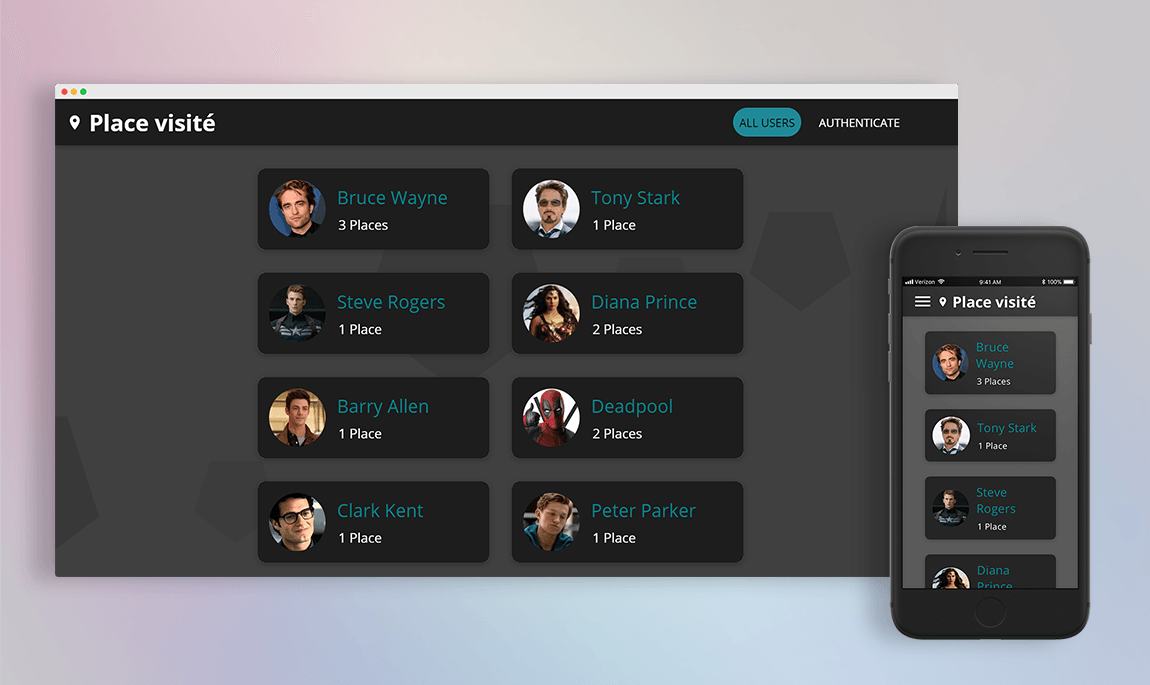 Place visité
ALL USERS
AUTHENTICATE
Bruce Wayne
3 Places
Tony Stark
1 Place
Steve Rogers
1 Place
Diana Prince
2 Places
Barry Allen
1 Place
Deadpool
2 Places
Clark Kent
1 Place
Peter Parker
1 Place
Verizon
9:41 AM
100%
Place visité
Bruce
Wayne
3 Places
Tony Stark
1 Place
Steve
Rogers
1 Place
Diana
Prince